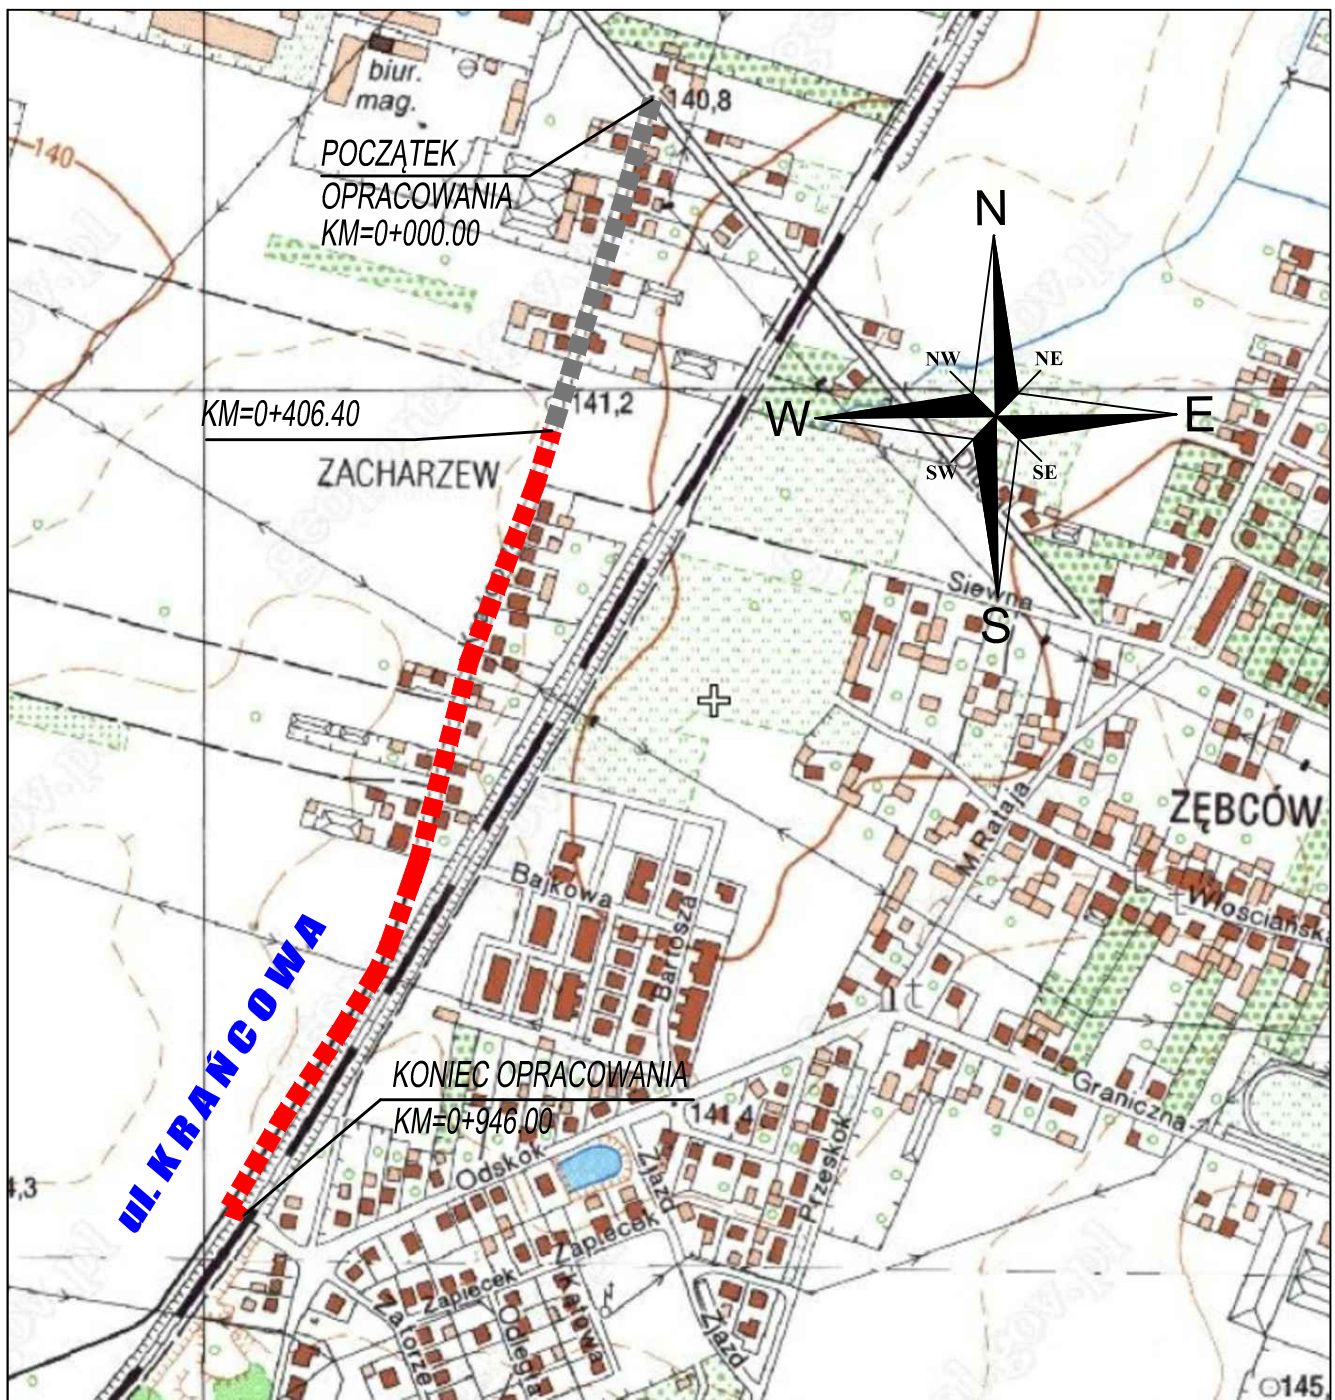 biur.
mag.
140,8
140
POCZĄTEK
OPRACOWANIA
KM=0+000.00
N
NW
NE
W
E
SW
SE
S
141,2
KM=0+406.40
ZACHARZEW
Siewna
ZĘBCÓW
M.Rataja
Bajkowa
Barosza
Włościańska
nt
ul. KRAŃCOWA
KONIEC OPRACOWANIA
KM=0+946.00
141,4
Graniczna
4,3
Odskok
Zjazd
Przeskok
Zapiecek
Zapiecek
Zatorze
Odległa
Kątowa
Zjazd
145